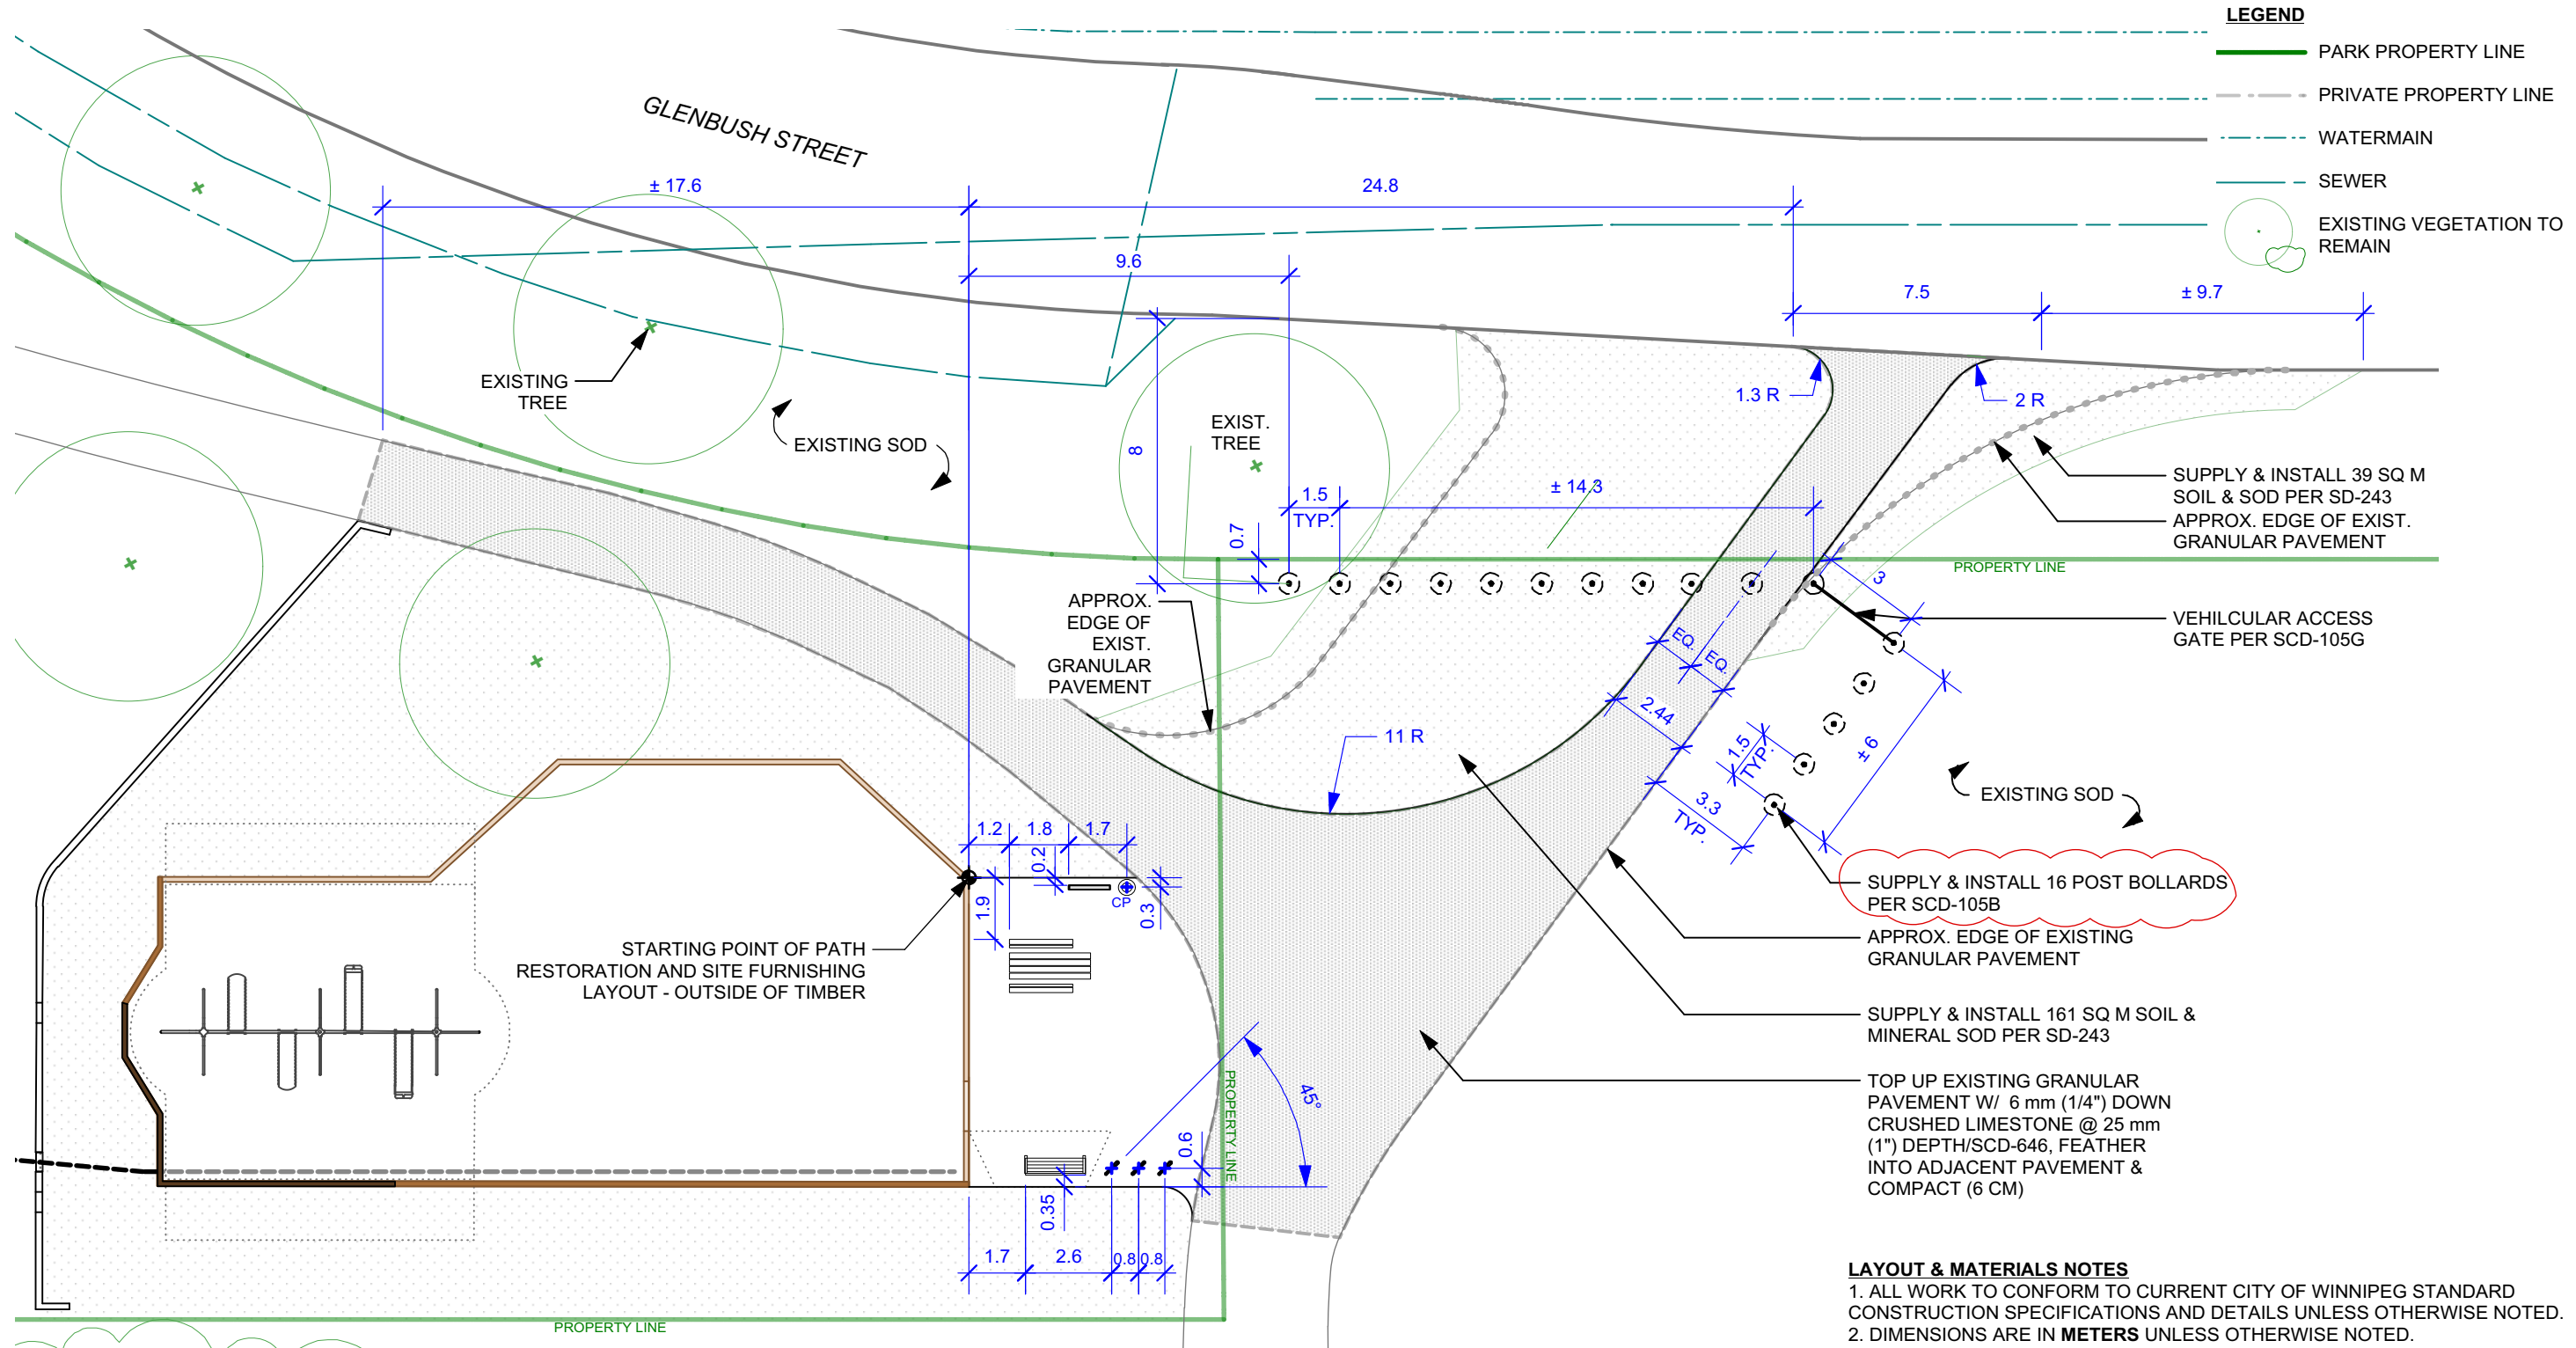 LEGEND
PARK PROPERTY LINE
PRIVATE PROPERTY LINE
WATERMAIN
SEWER
EXISTING VEGETATION TO
REMAIN
GLENBUSH STREET
± 17.6
24.8
9.6
7.5
± 9.7
EXISTING
TREE
EXISTING SOD
EXIST.
TREE
8
1.3 R
2 R
1.5
TYP.
± 14.3
0.7
SUPPLY & INSTALL 39 SQ M
SOIL & SOD PER SD-243
APPROX. EDGE OF EXIST.
GRANULAR PAVEMENT
PROPERTY LINE
3
VEHILCULAR ACCESS
GATE PER SCD-105G
APPROX.
EDGE OF
EXIST.
GRANULAR
PAVEMENT
EQ.
EQ.
2.44
11 R
1.5
TYP.
± 6
3.3
TYP.
EXISTING SOD
1.2
1.8
1.7
0.2
CP
0.3
1.9
SUPPLY & INSTALL 16 POST BOLLARDS
PER SCD-105B
APPROX. EDGE OF EXISTING
GRANULAR PAVEMENT
STARTING POINT OF PATH
RESTORATION AND SITE FURNISHING
LAYOUT - OUTSIDE OF TIMBER
SUPPLY & INSTALL 161 SQ M SOIL &
MINERAL SOD PER SD-243
TOP UP EXISTING GRANULAR
PAVEMENT W/ 6 mm (1/4") DOWN
CRUSHED LIMESTONE @ 25 mm
(1") DEPTH/SCD-646, FEATHER
INTO ADJACENT PAVEMENT &
COMPACT (6 CM)
PROPERTY LINE
45°
0.6
0.35
1.7
2.6
0.8
0.8
PROPERTY LINE
LAYOUT & MATERIALS NOTES
1. ALL WORK TO CONFORM TO CURRENT CITY OF WINNIPEG STANDARD
CONSTRUCTION SPECIFICATIONS AND DETAILS UNLESS OTHERWISE NOTED.
2. DIMENSIONS ARE IN METERS UNLESS OTHERWISE NOTED.